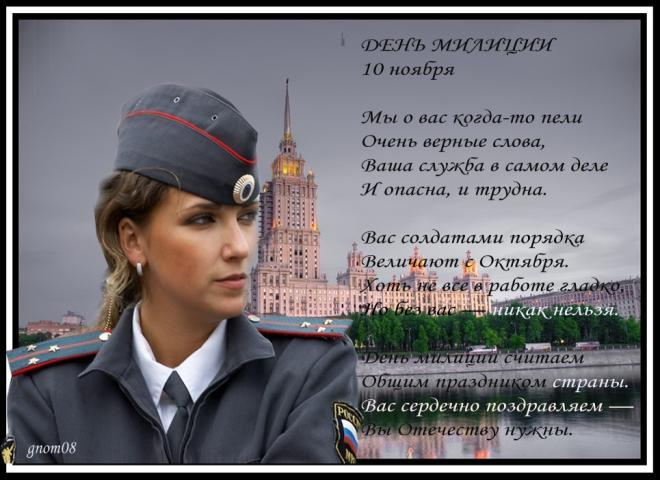 ДЕНЬ МИЛИЦИИ
10 ноября
Мы о вас когда-то пели
Очень верные слова,
Ваша служба в самом деле
И опасна, и трудна.
Вас солдатами порядка
Величают с Октября.
Хоть не все в работе гладко,
Но без вас — никак нельзя.
День милиции считаем
Общим праздником страны.
Вас сердечно поздравляем —
Вы Отечеству нужны.
РОССИ
gnom08